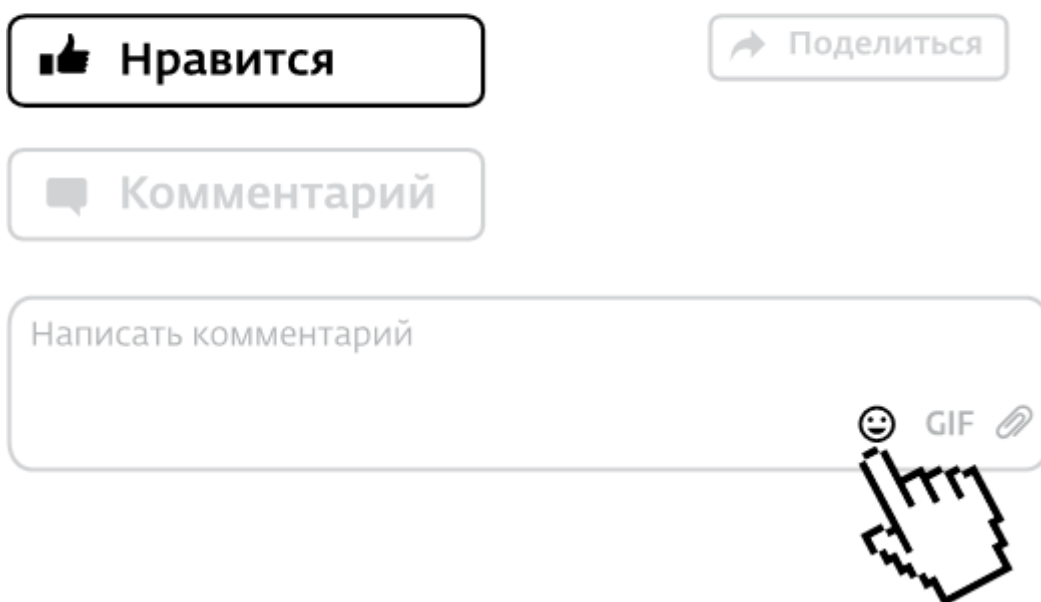 Нравится
Поделиться
Комментарий
Написать комментарий
GIF